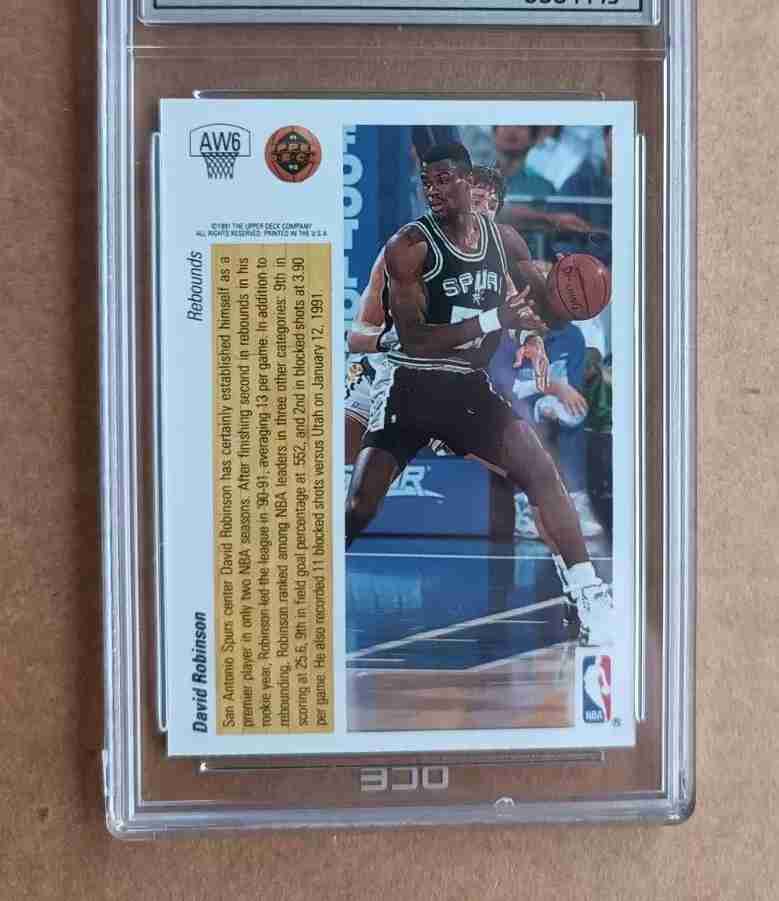 AW6
UPPER
DECK
©1991 THE UPPER DECK COMPANY
ALL RIGHTS RESERVED. PRINTED IN THE U.S.A.
David Robinson
Rebounds
San Antonio Spurs center David Robinson has certainly established himself as a
premier player in only two NBA seasons. After finishing second in rebounds in his
rookie year, Robinson led the league in '90-91, averaging 13 per game. In addition to
rebounding, Robinson ranked among NBA leaders in three other categories: 9th in
scoring at 25.6, 9th in field goal percentage at .552, and 2nd in blocked shots at 3.90
per game. He also recorded 11 blocked shots versus Utah on January 12, 1991
SPUR
NBA
®